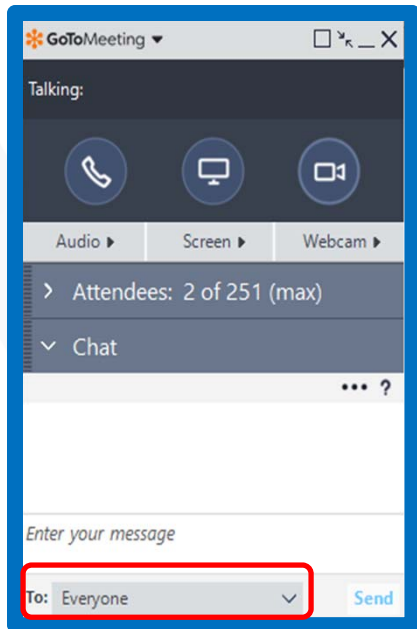 GoToMeeting
Talking:
Audio Screen Webcam
Attendees: 2 of 251 (max)
Chat
... ?
Enter your message
To: Everyone Send